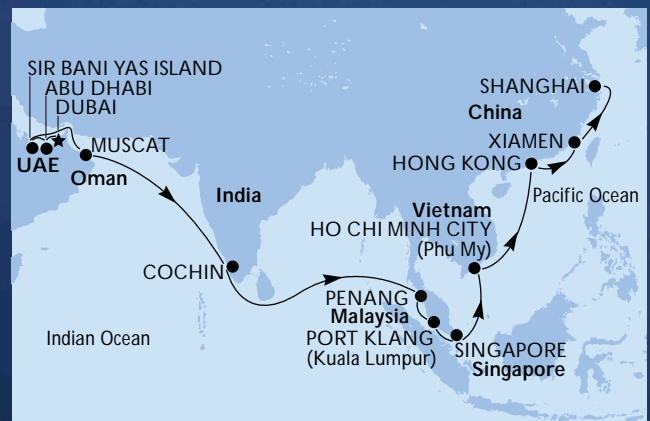 SIR BANI YAS ISLAND
ABU DHABI
DUBAI
UAE
MUSCAT
Oman
India
COCHIN
Indian Ocean
SHANGHAI
China
XIAMEN
HONG KONG
Pacific Ocean
Vietnam
HO CHI MINH CITY
(Phu My)
PENANG
Malaysia
PORT KLANG
(Kuala Lumpur)
SINGAPORE
Singapore